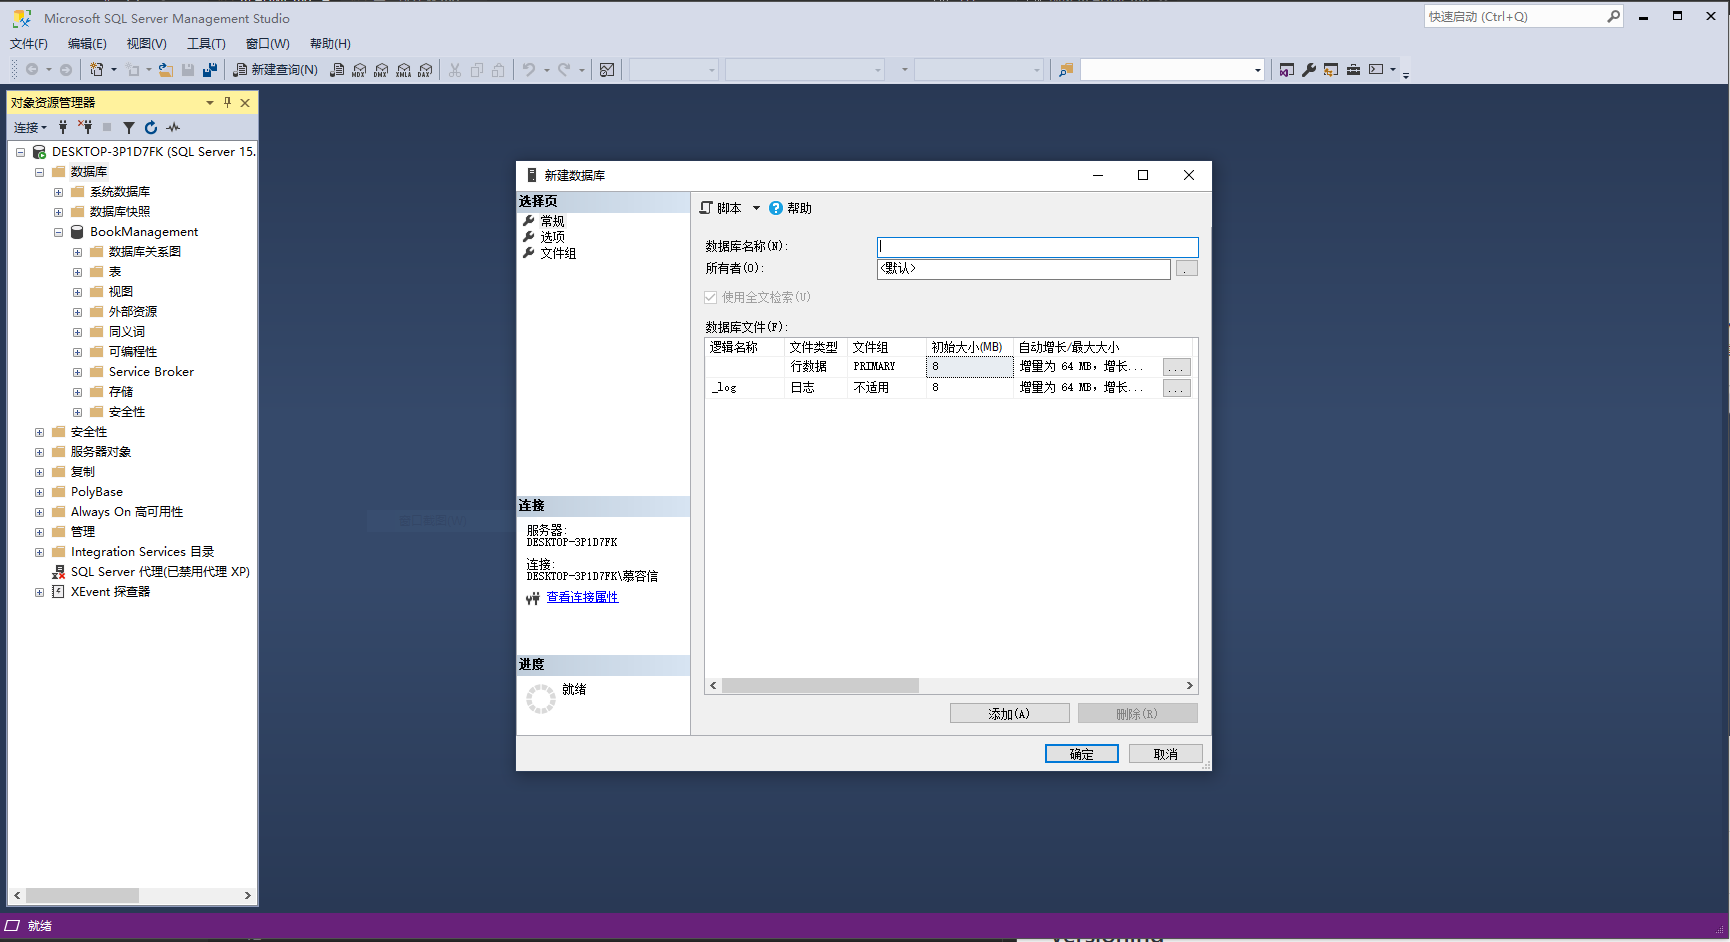 Microsoft SQL Server Management Studio
快速启动 (Ctrl+Q)
文件(F) 编辑(E) 视图(V) 工具(T) 窗口(W) 帮助(H)
新建查询(N) MDX DMX XMLA DAX
对象资源管理器
连接
DESKTOP-3P1D7FK (SQL Server 15.
数据库
系统数据库
数据库快照
BookManagement
数据库关系图
表
视图
外部资源
同义词
可编程性
Service Broker
存储
安全性
安全性
服务器对象
复制
PolyBase
Always On 高可用性
管理
Integration Services 目录
SQL Server 代理(已禁用代理 XP)
XEvent 探查器
新建数据库
选择页
常规
选项
文件组
连接
服务器:
DESKTOP-3P1D7FK
连接:
DESKTOP-3P1D7FK\慕容信
查看连接属性
进度
就绪
脚本 帮助
数据库名称(N):
所有者(O): <默认> .
使用全文检索(U)
数据库文件(F):
逻辑名称 文件类型 文件组 初始大小(MB) 自动增长/最大大小
行数据 PRIMARY 8 增量为 64 MB，增长... ...
_log 日志 不适用 8 增量为 64 MB，增长... ...
添加(A) 删除(R)
确定 取消
就绪